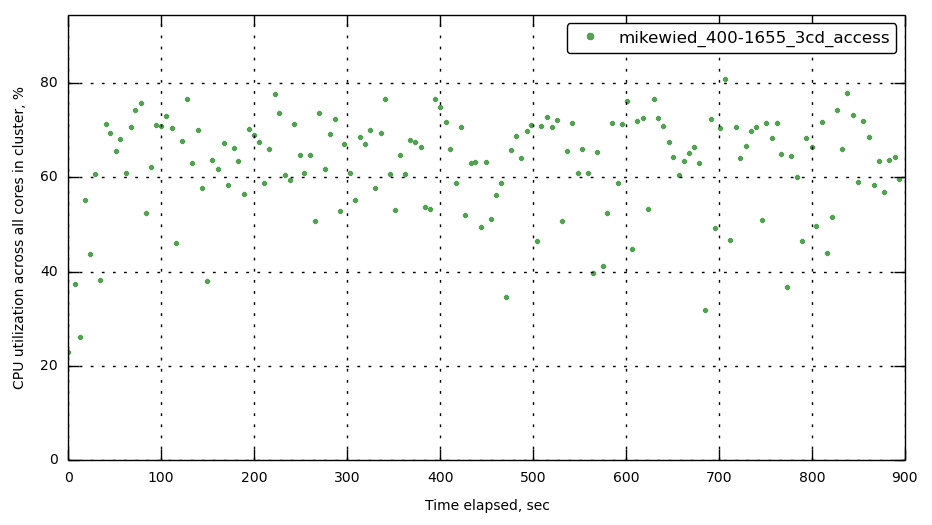 mikewied_400-1655_3cd_access
CPU utilization across all cores in cluster, %
80
60
40
20
0
0 100 200 300 400 500 600 700 800 900
Time elapsed, sec